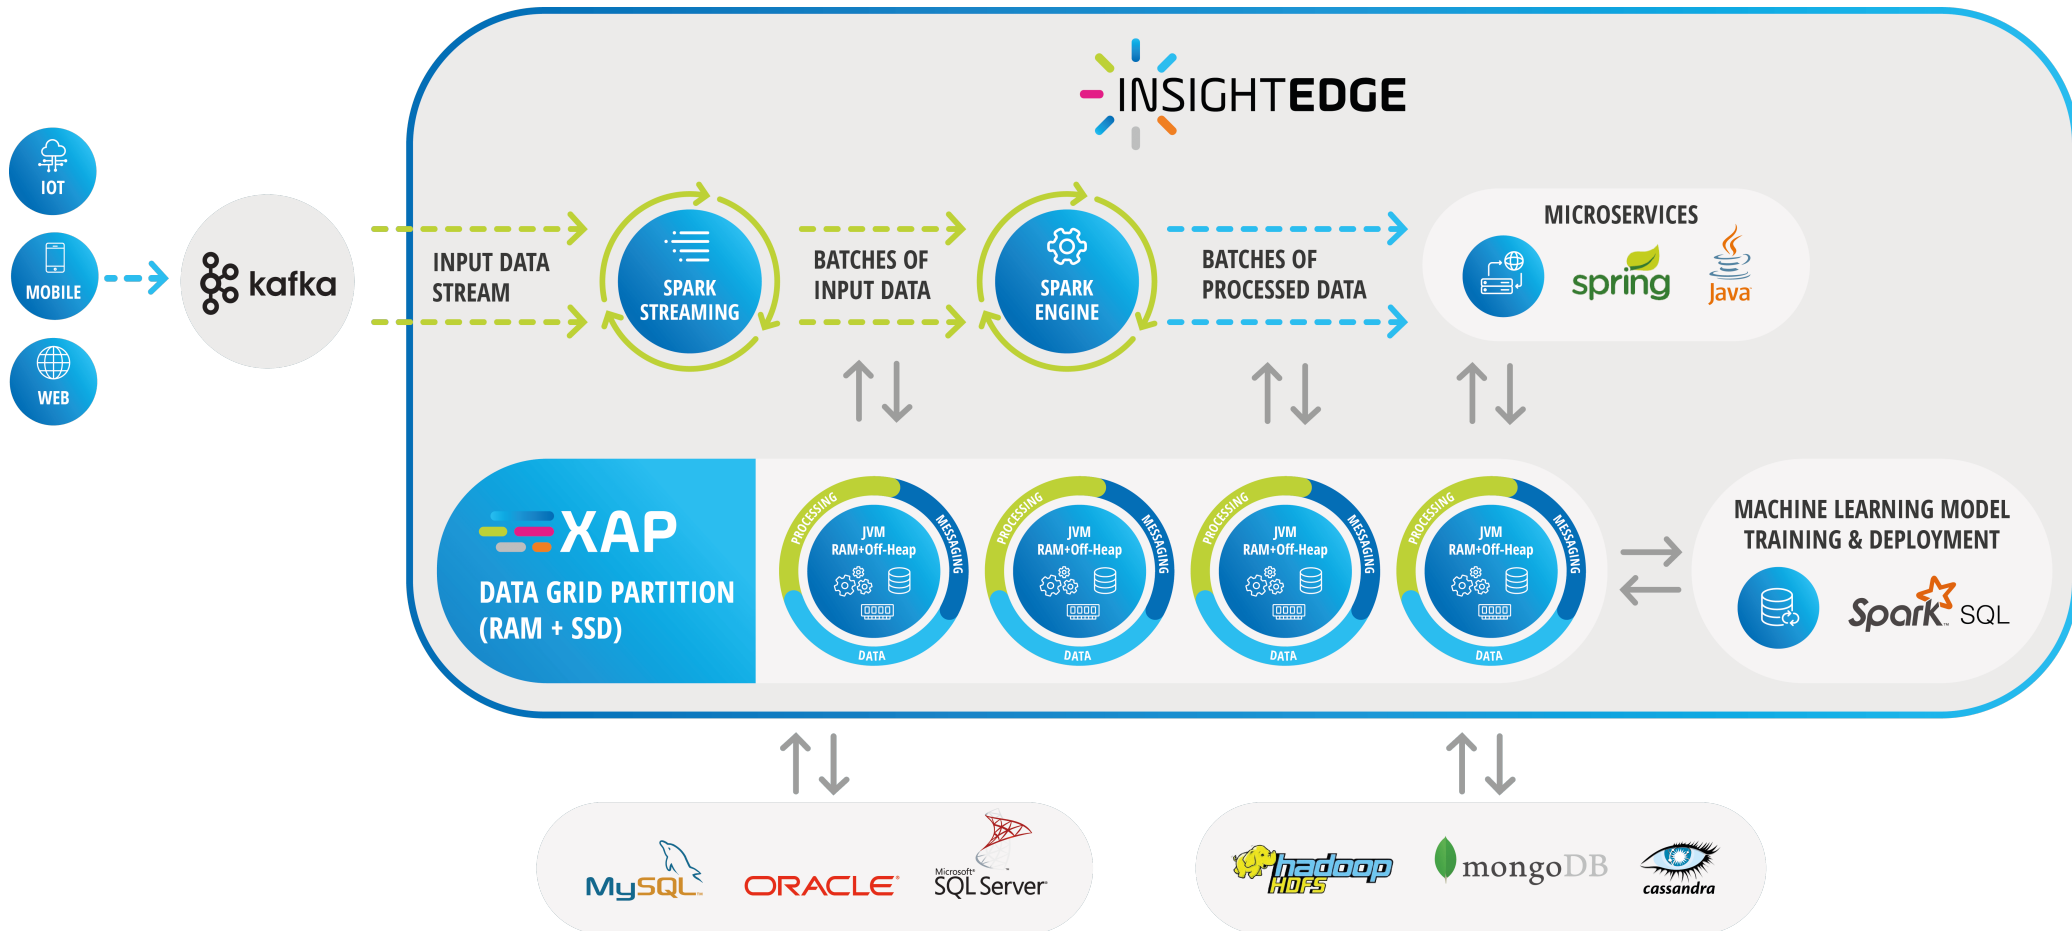 INSIGHTEDGE
IOT
MOBILE
WEB
kafka
INPUT DATA
STREAM
SPARK
STREAMING
BATCHES OF
INPUT DATA
SPARK
ENGINE
BATCHES OF
PROCESSED DATA
MICROSERVICES
spring
Java
XAP
DATA GRID PARTITION
(RAM + SSD)
PROCESSING
MESSAGING
DATA
JVM
RAM+Off-Heap
PROCESSING
MESSAGING
DATA
JVM
RAM+Off-Heap
PROCESSING
MESSAGING
DATA
JVM
RAM+Off-Heap
PROCESSING
MESSAGING
DATA
JVM
RAM+Off-Heap
MACHINE LEARNING MODEL
TRAINING & DEPLOYMENT
Spark™ SQL
MySQL™
ORACLE®
Microsoft®
SQL Server®
hadoop
HDFS
mongoDB
cassandra